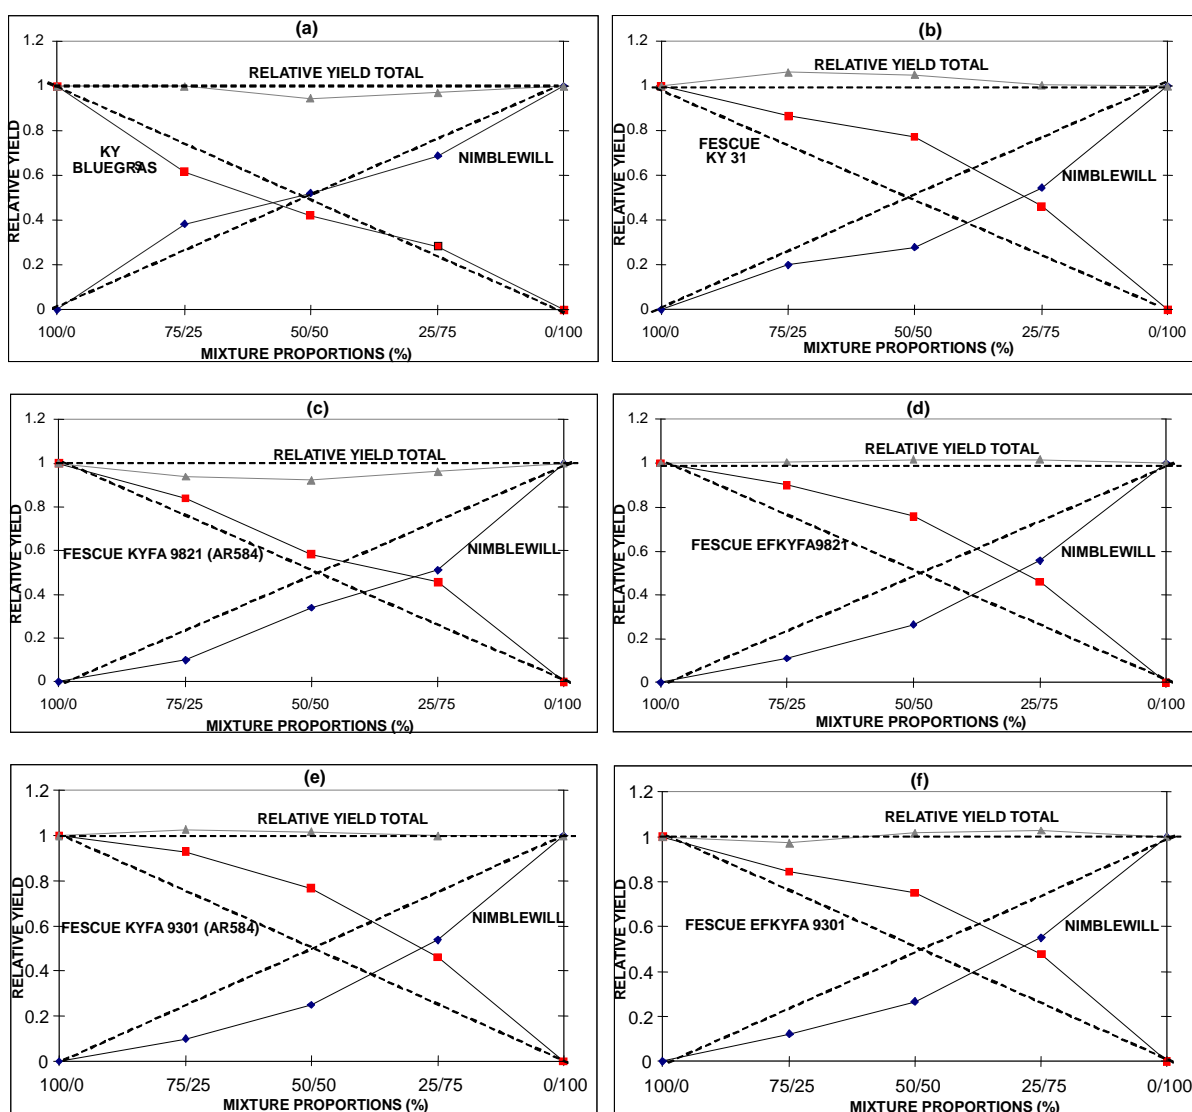 (a)
1.2
RELATIVE YIELD TOTAL
1
0.8
KY
BLUEGRAS
S
NIMBLEWILL
0.6
0.4
0.2
0
RELATIVE YIELD
100/0 75/25 50/50 25/75 0/100
MIXTURE PROPORTIONS (%)
(b)
1.2
RELATIVE YIELD TOTAL
1
0.8
FESCUE
KY 31
NIMBLEWILL
0.6
0.4
0.2
0
RELATIVE YIELD
100/0 75/25 50/50 25/75 0/100
MIXTURE PROPORTIONS (%)
(c)
1.2
RELATIVE YIELD TOTAL
1
0.8
FESCUE KYFA 9821 (AR584)
NIMBLEWILL
0.6
0.4
0.2
0
RELATIVE YIELD
100/0 75/25 50/50 25/75 0/100
MIXTURE PROPORTIONS (%)
(d)
1.2
RELATIVE YIELD TOTAL
1
0.8
FESCUE EFKYFA9821
NIMBLEWILL
0.6
0.4
0.2
0
RELATIVE YIELD
100/0 75/25 50/50 25/75 0/100
MIXTURE PROPORTIONS (%)
(e)
1.2
RELATIVE YIELD TOTAL
1
0.8
FESCUE KYFA 9301 (AR584)
NIMBLEWILL
0.6
0.4
0.2
0
RELATIVE YIELD
100/0 75/25 50/50 25/75 0/100
MIXTURE PROPORTIONS (%)
(f)
1.2
RELATIVE YIELD TOTAL
1
0.8
FESCUE EFKYFA 9301
NIMBLEWILL
0.6
0.4
0.2
0
RELATIVE YIELD
100/0 75/25 50/50 25/75 0/100
MIXTURE PROPORTIONS (%)